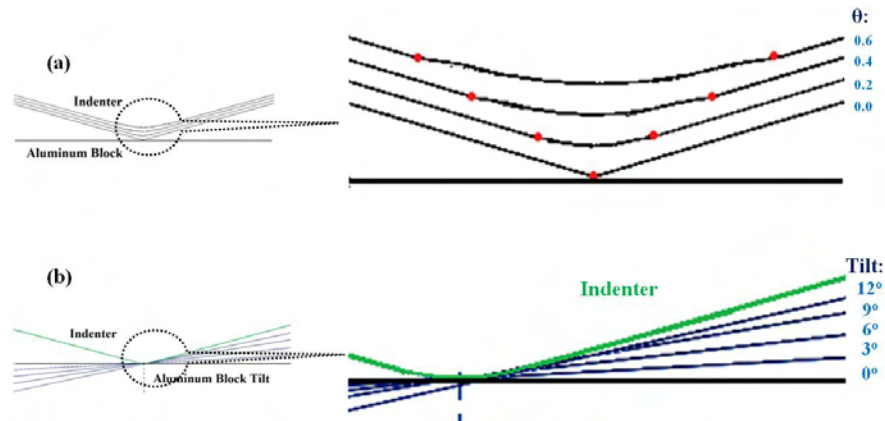 θ:
0.6
(a)
0.4
Indenter
0.2
0.0
Aluminum Block
Tilt:
(b)
Indenter
12°
9°
Indenter
6°
3°
Aluminum Block Tilt
0°